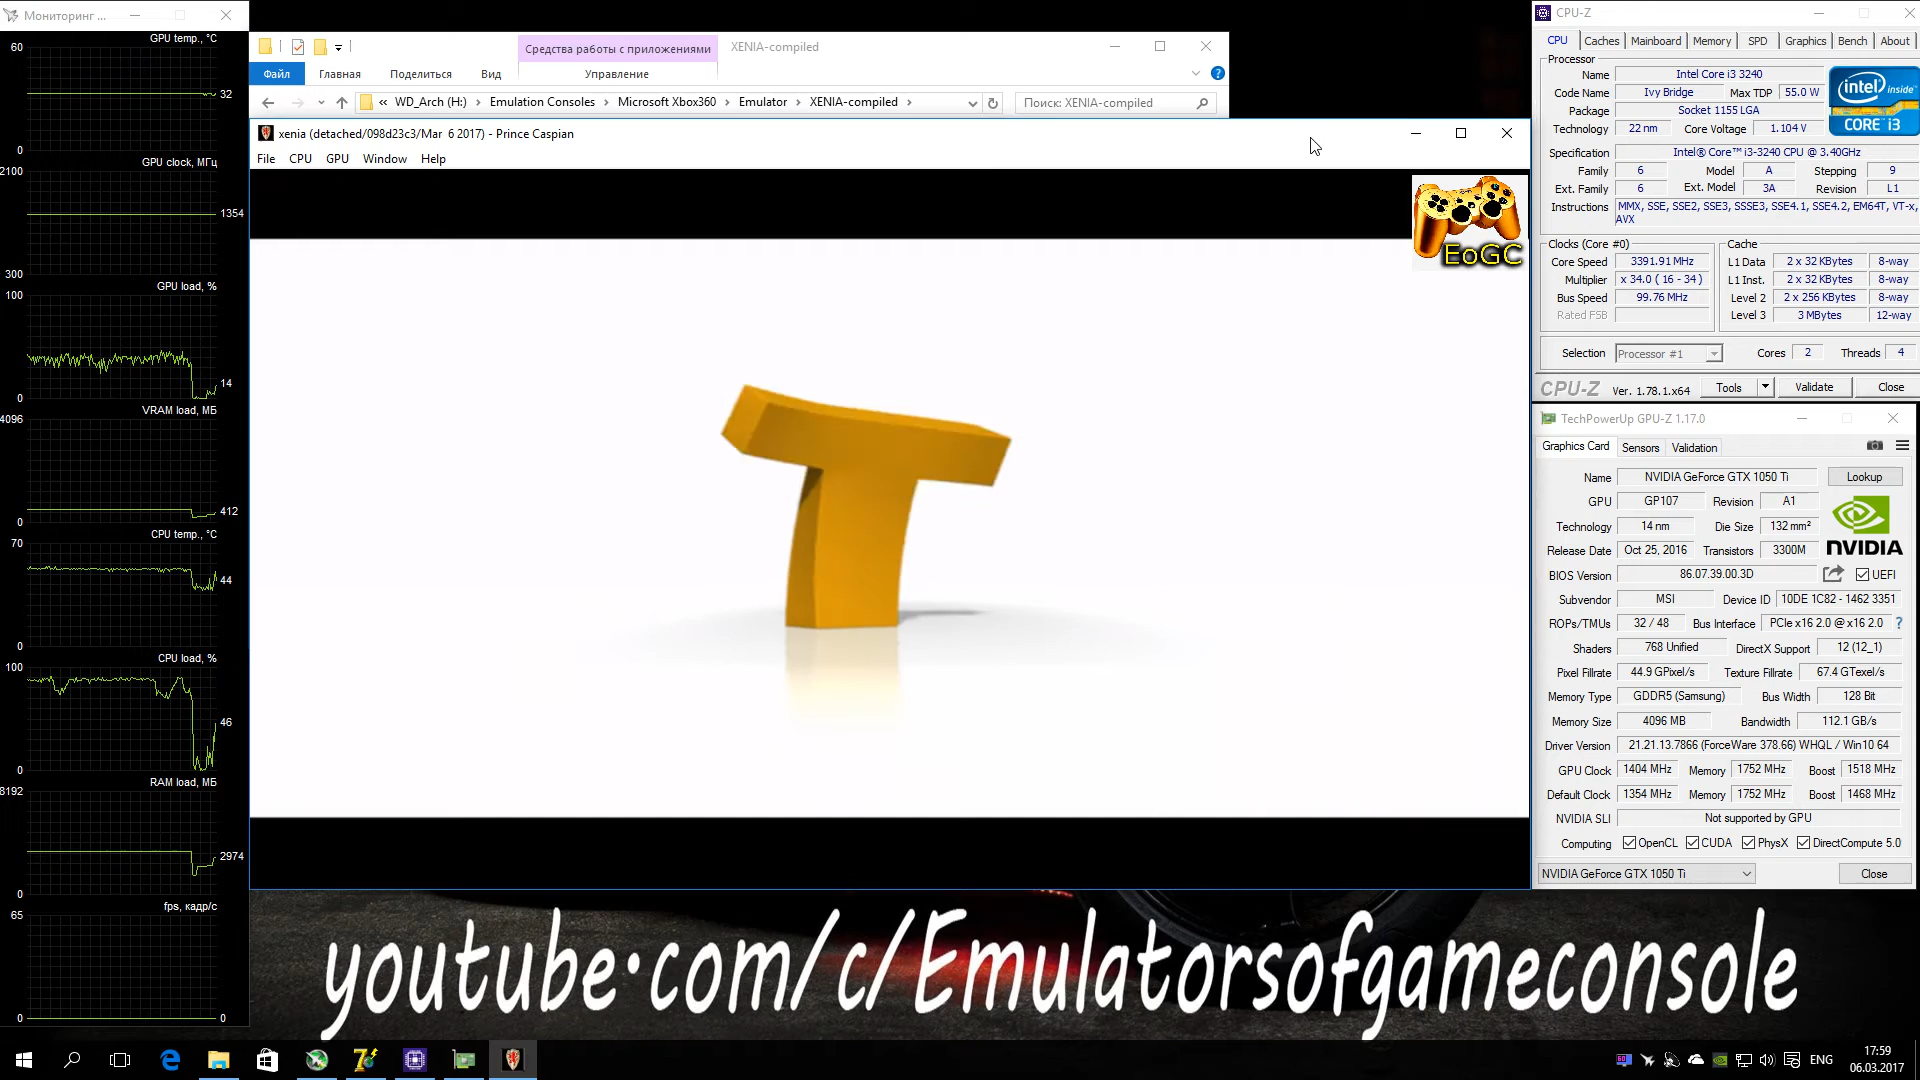 Мониторинг ...
GPU temp., °C
60
32
0
GPU clock, МГц
2100
1354
300
GPU load, %
100
14
0
VRAM load, МБ
4096
412
0
CPU temp., °C
70
44
0
CPU load, %
100
46
0
RAM load, МБ
8192
2974
0
fps, кадр/с
65
0
0
Средства работы с приложениями
XENIA-compiled
Файл
Главная
Поделиться
Вид
Управление
« WD_Arch (H:) › Emulation Consoles › Microsoft Xbox360 › Emulator › XENIA-compiled ›
Поиск: XENIA-compiled
xenia (detached/098d23c3/Mar 6 2017) - Prince Caspian
File CPU GPU Window Help
EoGC
T
youtube.com/c/Emulatorsofgameconsole
CPU-Z
CPU Caches Mainboard Memory SPD Graphics Bench About
Processor
Name Intel Core i3 3240
Code Name Ivy Bridge Max TDP 55.0 W
Package Socket 1155 LGA
Technology 22 nm Core Voltage 1.104 V
intel inside™
CORE i3
Specification Intel® Core™ i3-3240 CPU @ 3.40GHz
Family 6 Model A Stepping 9
Ext. Family 6 Ext. Model 3A Revision L1
Instructions MMX, SSE, SSE2, SSE3, SSSE3, SSE4.1, SSE4.2, EM64T, VT-x,
AVX
Clocks (Core #0)
Core Speed 3391.91 MHz
Multiplier x 34.0 ( 16 - 34 )
Bus Speed 99.76 MHz
Rated FSB
Cache
L1 Data 2 x 32 KBytes 8-way
L1 Inst. 2 x 32 KBytes 8-way
Level 2 2 x 256 KBytes 8-way
Level 3 3 MBytes 12-way
Selection Processor #1 Cores 2 Threads 4
CPU-Z Ver. 1.78.1.x64 Tools Validate Close
TechPowerUp GPU-Z 1.17.0
Graphics Card Sensors Validation
Name NVIDIA GeForce GTX 1050 Ti Lookup
GPU GP107 Revision A1
Technology 14 nm Die Size 132 mm²
Release Date Oct 25, 2016 Transistors 3300M
NVIDIA
BIOS Version 86.07.39.00.3D UEFI
Subvendor MSI Device ID 10DE 1C82 - 1462 3351
ROPs/TMUs 32 / 48 Bus Interface PCIe x16 2.0 @ x16 2.0 ?
Shaders 768 Unified DirectX Support 12 (12_1)
Pixel Fillrate 44.9 GPixel/s Texture Fillrate 67.4 GTexel/s
Memory Type GDDR5 (Samsung) Bus Width 128 Bit
Memory Size 4096 MB Bandwidth 112.1 GB/s
Driver Version 21.21.13.7866 (ForceWare 378.66) WHQL / Win10 64
GPU Clock 1404 MHz Memory 1752 MHz Boost 1518 MHz
Default Clock 1354 MHz Memory 1752 MHz Boost 1468 MHz
NVIDIA SLI Not supported by GPU
Computing OpenCL CUDA PhysX DirectCompute 5.0
NVIDIA GeForce GTX 1050 Ti Close
ENG
17:59
06.03.2017